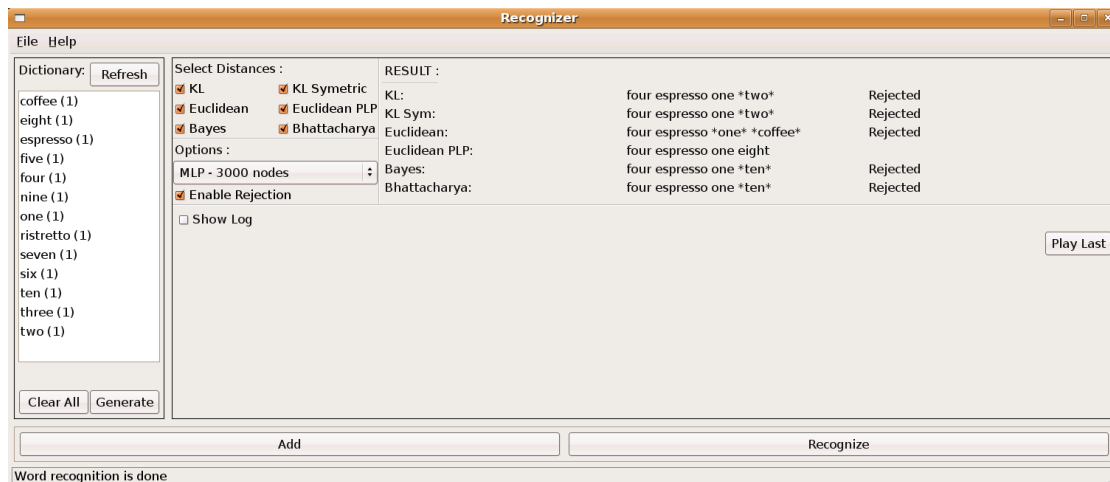 Recognizer
File Help
Dictionary: Refresh
coffee (1)
eight (1)
espresso (1)
five (1)
four (1)
nine (1)
one (1)
ristretto (1)
seven (1)
six (1)
ten (1)
three (1)
two (1)
Clear All Generate
Select Distances :
KL KL Symetric
Euclidean Euclidean PLP
Bayes Bhattacharya
Options :
MLP - 3000 nodes
Enable Rejection
RESULT :
KL: four espresso one *two* Rejected
KL Sym: four espresso one *two* Rejected
Euclidean: four espresso *one* *coffee* Rejected
Euclidean PLP: four espresso one eight
Bayes: four espresso one *ten* Rejected
Bhattacharya: four espresso one *ten* Rejected
Show Log
Play Last
Add Recognize
Word recognition is done